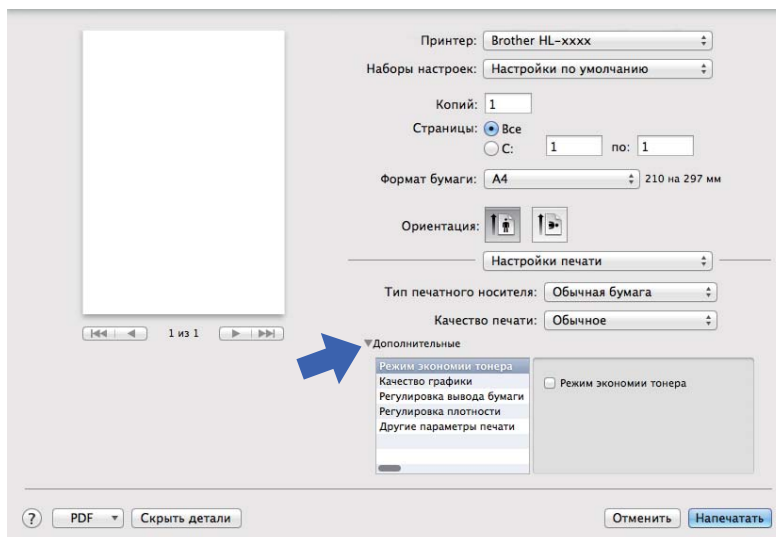 Принтер: Brother HL-xxxx
Наборы настроек: Настройки по умолчанию
Копий: 1
Страницы: Все
С: 1 по: 1
Формат бумаги: A4 210 на 297 мм
Ориентация:
Настройки печати
Тип печатного носителя: Обычная бумага
Качество печати: Обычное
1 из 1
Дополнительные
Режим экономии тонера
Качество графики
Регулировка вывода бумаги
Регулировка плотности
Другие параметры печати
Режим экономии тонера
? PDF Скрыть детали Отменить Напечатать